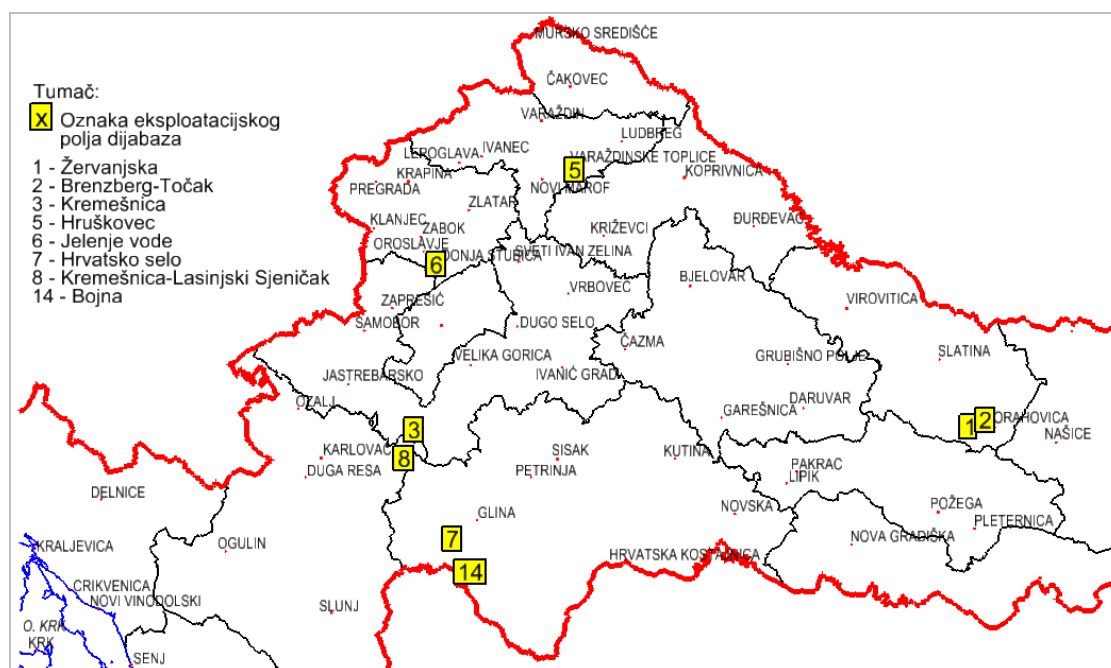 Tumač:
x Oznaka eksploatacijskog
polja dijabaza
1 - Žervanjska
2 - Brenzberg-Točak
3 - Kremešnica
5 - Hruškovec
6 - Jelenje vode
7 - Hrvatsko selo
8 - Kremešnica-Lasinjski Sjeničak
14 - Bojna
MURSKO SREDIŠĆE
ČAKOVEC
VARAŽDIN
LUDBREG
IVANEC
LEPOGLAVA
VARAŽDINSKE TOPLICE
5
KRAPINA
KOPRIVNICA
PREGRADA
NOVI MAROF
ZLATAR
KLANJEC
ĐURĐEVAC
ZABOK
KRIŽEVCI
OROSLAVJE
DONJA STUBICA
SVETI IVAN ZELINA
6
BJELOVAR
VRBOVEC
ZAPREŠIĆ
VIROVITICA
SAMOBOR
DUGO SELO
ČAZMA
VELIKA GORICA
GRUBIŠNO POLJE
SLATINA
IVANIĆ GRAD
JASTREBARSKO
OZALJ
DARUVAR
GAREŠNICA
ORAHOVICA
1
2
3
NAŠICE
KARLOVAC
8
SISAK
KUTINA
DUGA RESA
PETRINJA
PAKRAC
LIPIK
DELNICE
POŽEGA
GLINA
NOVSKA
PLETERNICA
NOVA GRADIŠKA
7
KRALJEVICA
OGULIN
HRVATSKA KOSTAJNICA
14
CRIKVENICA
NOVI VINODOLSKI
SLUNJ
O. KRK
KRK
SENJ